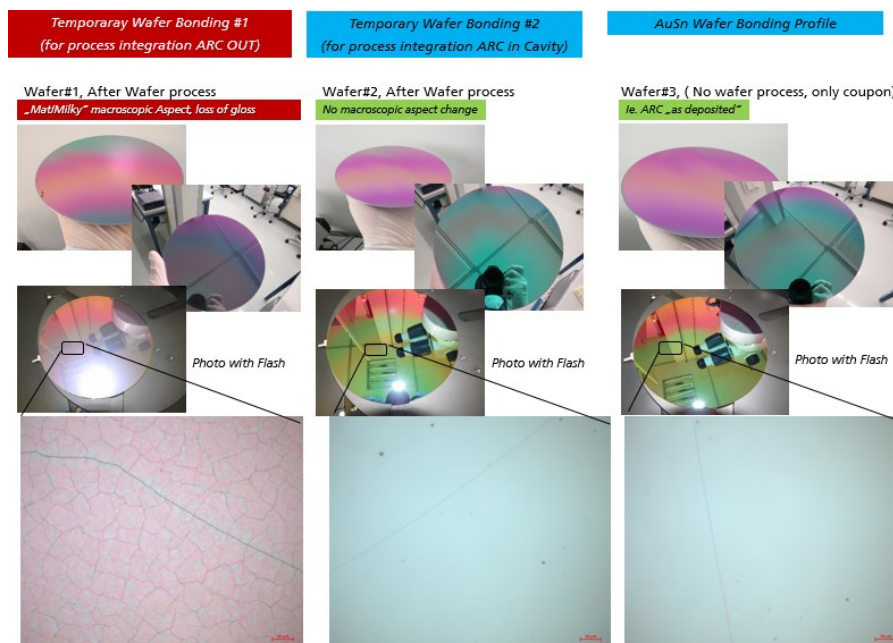 Temporaray Wafer Bonding #1
(for process integration ARC OUT}
Temporary Wafer Bonding #2
(for process integration ARC in Cavity)
AuSn Wafer Bonding Profile
Wafer#1, After Wafer process
„Mat/Milky" macroscopic Aspect, loss of gloss
Wafer#2, After Wafer process
No macroscopic aspect change
Wafer#3, ( No wafer process, only coupon)
Ie. ARC „as deposited"
Photo with Flash
Photo with Flash
Photo with Flash